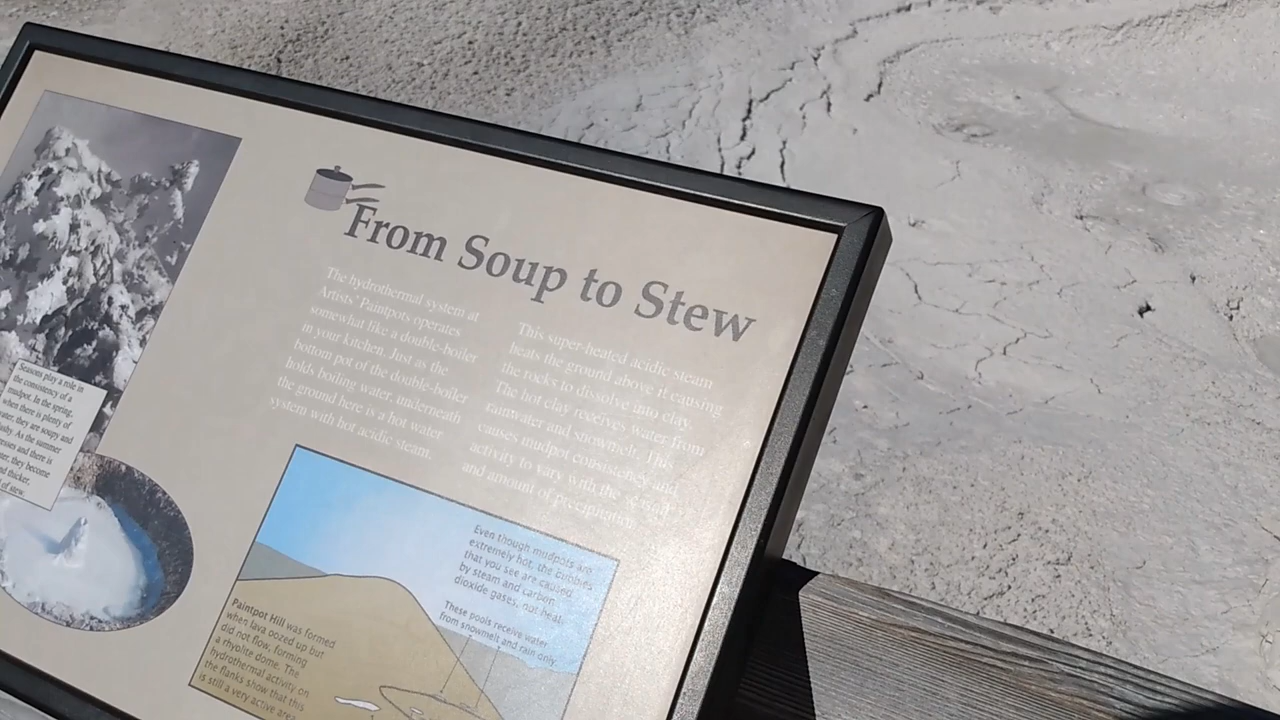 From Soup to Stew
The hydrothermal system at
Artists' Paintpots operates
somewhat like a double-boiler
in your kitchen. Just as the
bottom pot of the double-boiler
holds boiling water, underneath
the ground here is a hot water
system with hot acidic steam.
This super-heated acidic steam
heats the ground above it causing
the rocks to dissolve into clay.
The hot clay receives water from
rainwater and snowmelt. This
causes mudpot consistency and
activity to vary with the season
and amount of precipitation.
Seasons play a role in
the consistency of a
mudpot. In the spring,
when there is plenty of
water, they are soupy and
As the summer
and there is
they become
thicker,
of stew.
Even though mudpots are
extremely hot, the bubbles
that you see are caused
by steam and carbon
dioxide gases, not heat.
These pools receive water
from snowmelt and rain only.
Paintpot Hill was formed
when lava oozed up but
did not flow, forming
a rhyolite dome. The
hydrothermal activity on
the flanks show that this
is still a very active area.